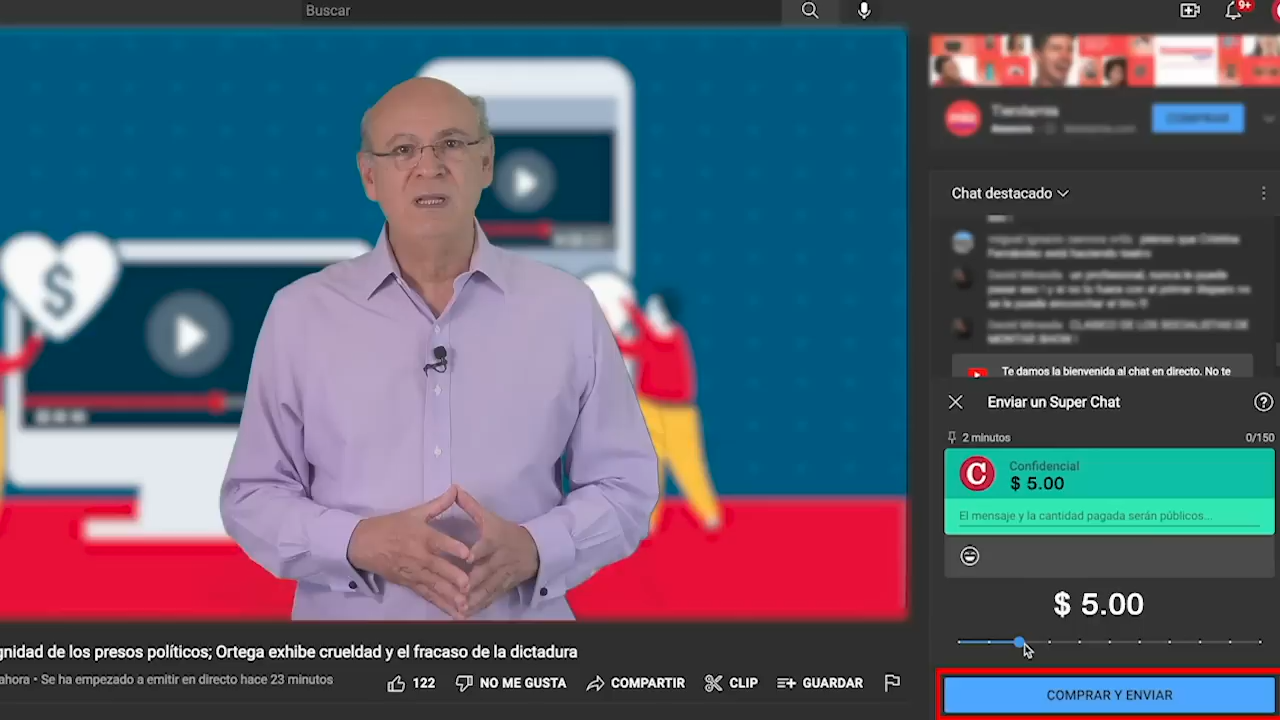 Buscar
9+
Chat destacado
Te damos la bienvenida al chat en directo. No te
Enviar un Super Chat
2 minutos
0/150
C
Confidencial
$ 5.00
El mensaje y la cantidad pagada serán públicos...
$ 5.00
COMPRAR Y ENVIAR
gnidad de los presos políticos; Ortega exhibe crueldad y el fracaso de la dictadura
ahora • Se ha empezado a emitir en directo hace 23 minutos
122
NO ME GUSTA
COMPARTIR
CLIP
GUARDAR